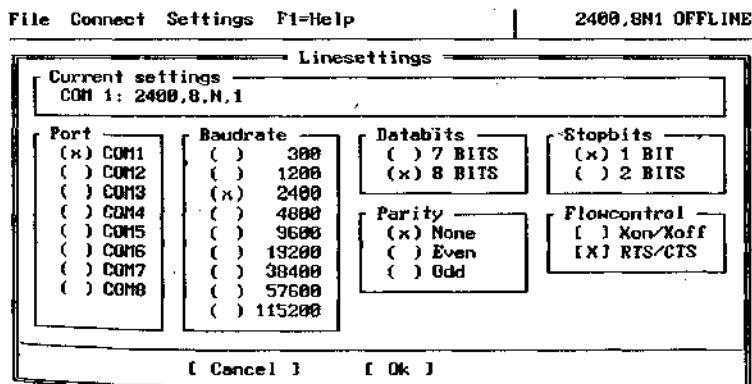 File Connect Settings F1=Help 2400,8N1 OFFLINE
Linesettings
Current settings
COM 1: 2400,8,N,1
Port
(x) COM1
( ) COM2
( ) COM3
( ) COM4
( ) COM5
( ) COM6
( ) COM7
( ) COM8
Baudrate
( ) 300
( ) 1200
(x) 2400
( ) 4800
( ) 9600
( ) 19200
( ) 38400
( ) 57600
( ) 115200
Databits
( ) 7 BITS
(x) 8 BITS
Parity
(x) None
( ) Even
( ) Odd
Stopbits
(x) 1 BIT
( ) 2 BITS
Flowcontrol
[ ] Xon/Xoff
[X] RTS/CTS
[ Cancel ] [ Ok ]